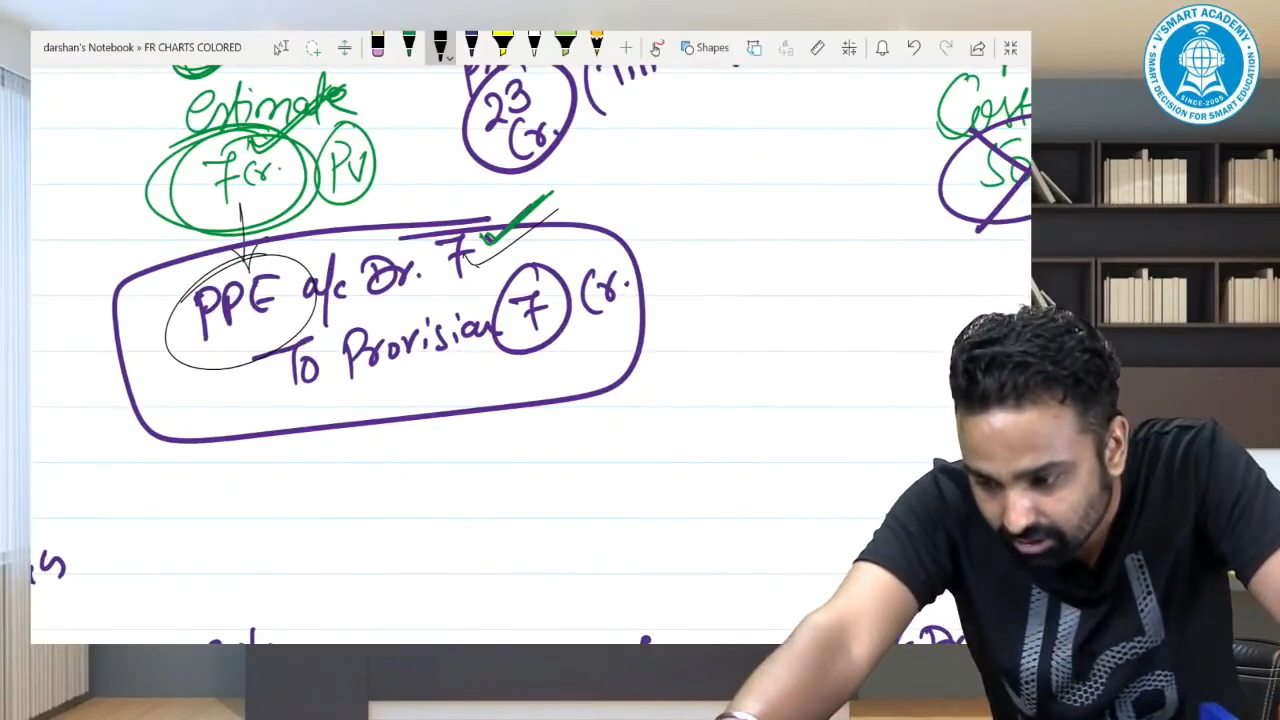 darshan's Notebook » FR CHARTS COLORED
Shapes
V'SMART ACADEMY
SMART DECISION FOR SMART EDUCATION
SINCE-2005
estimate
7 Cr. PV
23
Cr.
Cost
PPE a/c Dr. 7
To Provision 7 Cr.